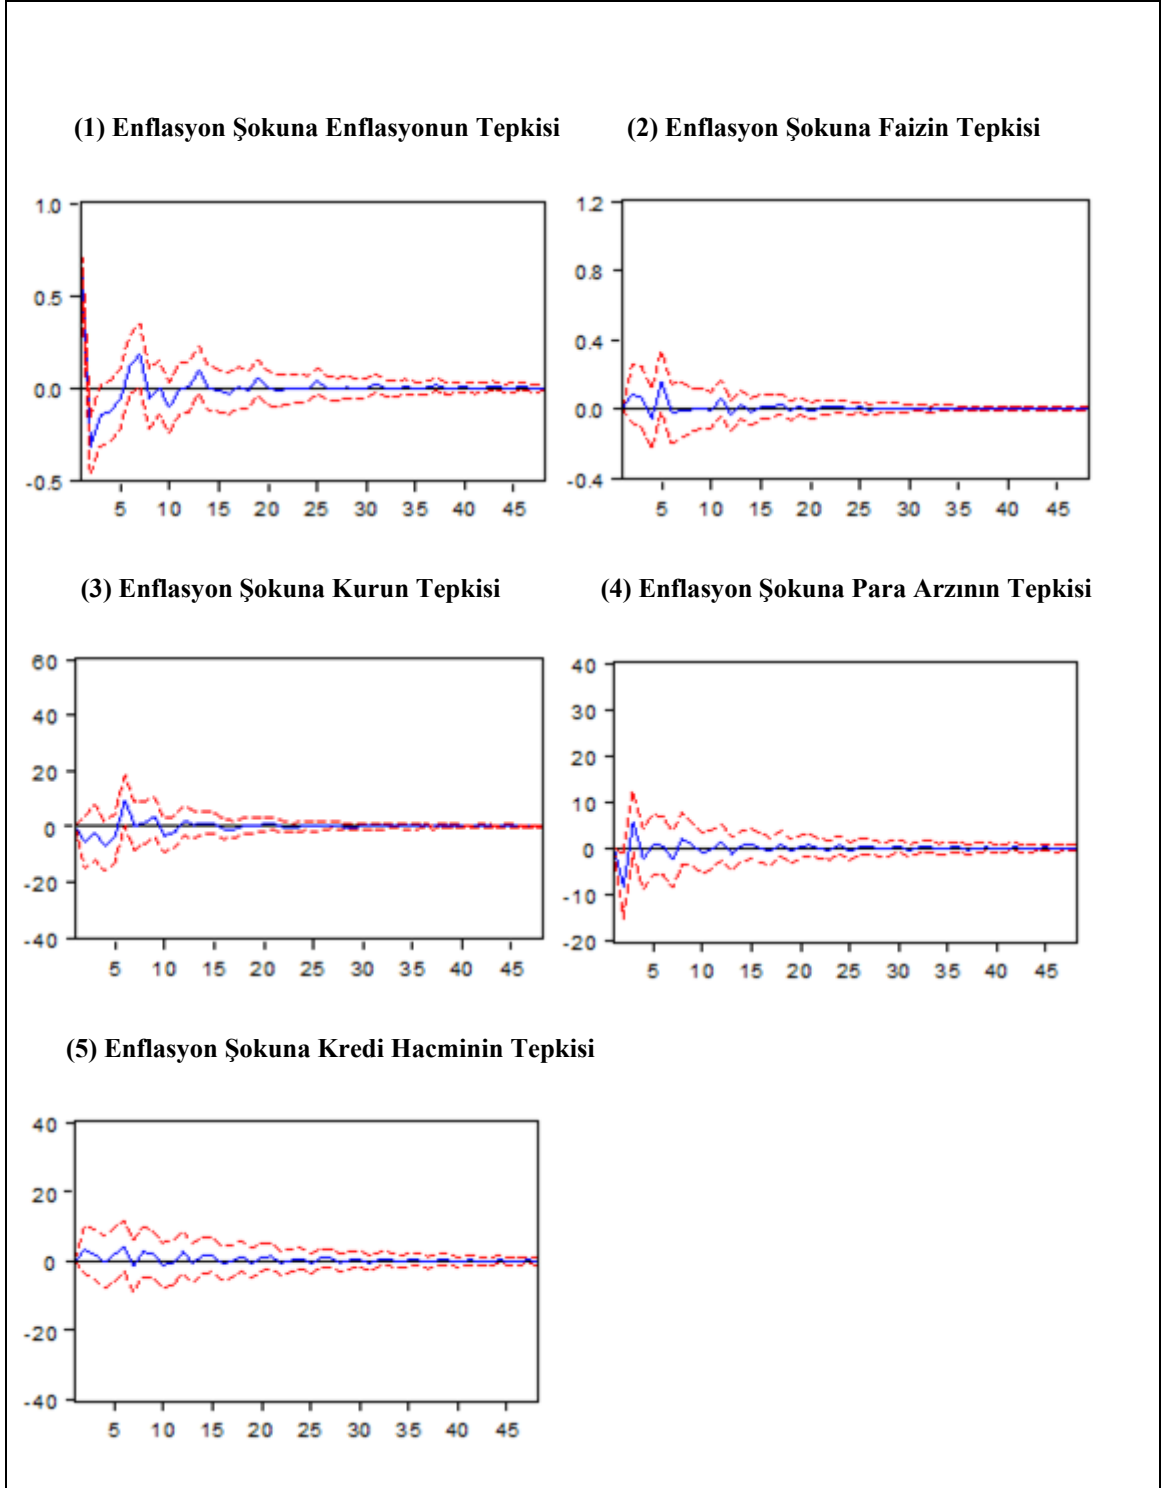 (1) Enflasyon Şokuna Enflasyonun Tepkisi
(2) Enflasyon Şokuna Faizin Tepkisi
1.0
0.5
0.0
-0.5
5 10 15 20 25 30 35 40 45
1.2
0.8
0.4
0.0
-0.4
5 10 15 20 25 30 35 40 45
(3) Enflasyon Şokuna Kurun Tepkisi
(4) Enflasyon Şokuna Para Arzının Tepkisi
60
40
20
0
-20
-40
5 10 15 20 25 30 35 40 45
40
30
20
10
0
-10
-20
5 10 15 20 25 30 35 40 45
(5) Enflasyon Şokuna Kredi Hacminin Tepkisi
40
20
0
-20
-40
5 10 15 20 25 30 35 40 45